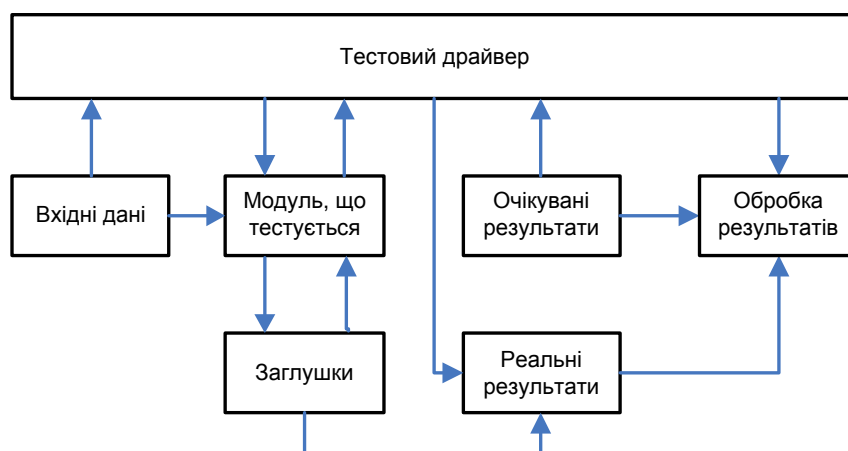 Тестовий драйвер
Вхідні дані
Модуль, що
тестується
Очікувані
результати
Обробка
результатів
Заглушки
Реальні
результати